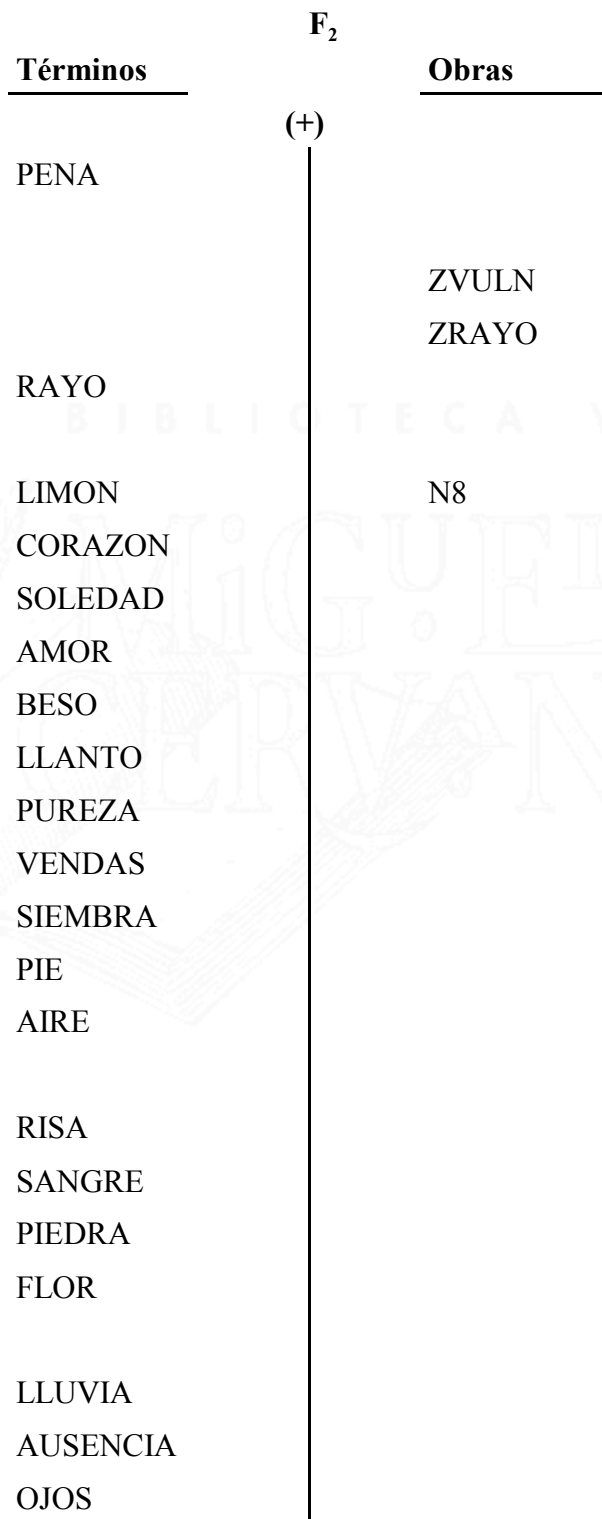 F₂
Términos Obras
(+)
PENA
ZVULN
ZRAYO
RAYO
BIBLIOTECA V
LIMON N8
CORAZON
SOLEDAD
AMOR
BESO
LLANTO
PUREZA
VENDAS
SIEMBRA
PIE
AIRE
RISA
SANGRE
PIEDRA
FLOR
LLUVIA
AUSENCIA
OJOS